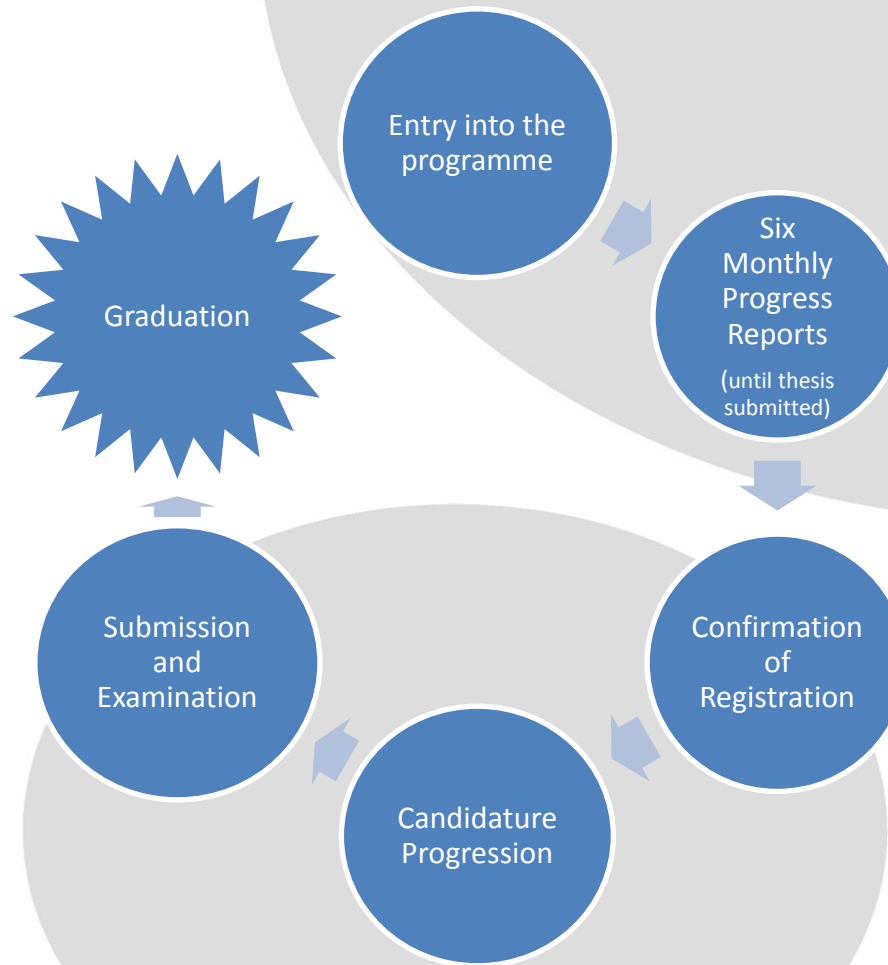 Entry into the
programme
Six
Monthly
Progress
Reports
(until thesis
submitted)
Confirmation
of
Registration
Candidature
Progression
Submission
and
Examination
Graduation